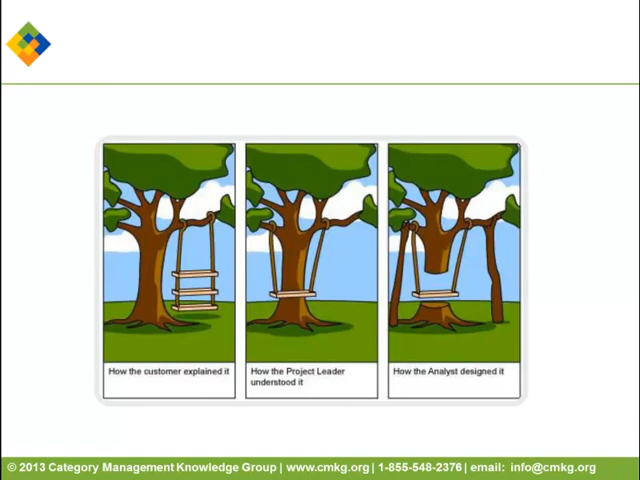 How the customer explained it
How the Project Leader
understood it
How the Analyst designed it
© 2013 Category Management Knowledge Group | www.cmkg.org | 1-855-548-2376 | email: info@cmkg.org